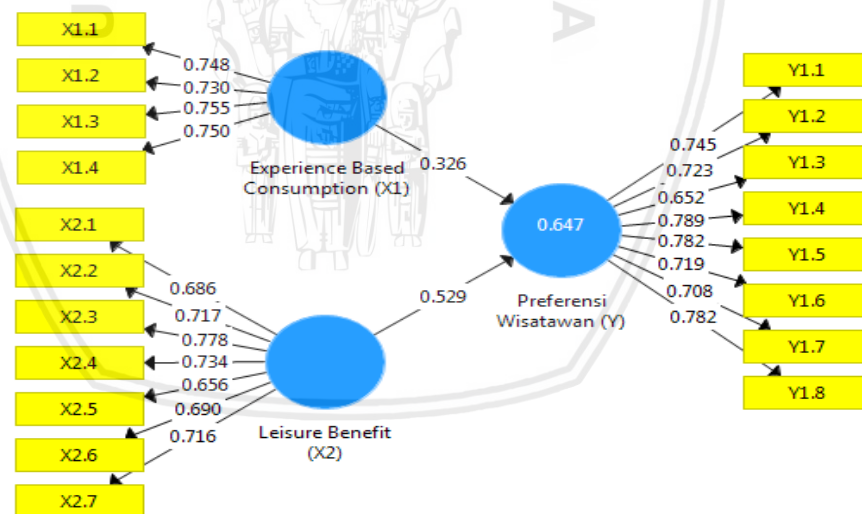 X1.1
X1.2
X1.3
X1.4
0.748
0.730
0.755
0.750
Experience Based
Consumption (X1)
0.326
X2.1
X2.2
X2.3
X2.4
X2.5
X2.6
X2.7
0.686
0.717
0.778
0.734
0.656
0.690
0.716
Leisure Benefit
(X2)
0.529
0.647
Preferensi
Wisatawan (Y)
0.745
0.723
0.652
0.789
0.782
0.719
0.708
0.782
Y1.1
Y1.2
Y1.3
Y1.4
Y1.5
Y1.6
Y1.7
Y1.8
A